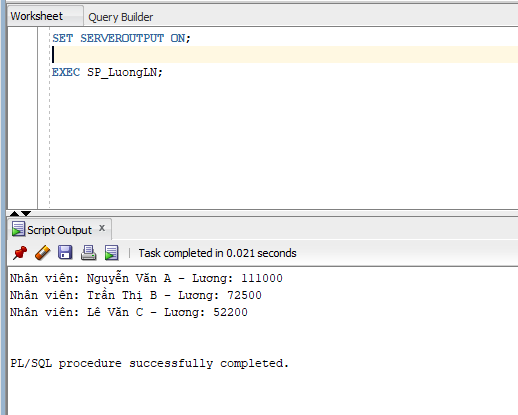 Worksheet Query Builder
SET SERVEROUTPUT ON;
EXEC SP_LuongLN;
Script Output x
Task completed in 0.021 seconds
Nhân viên: Nguyễn Văn A - Lương: 111000
Nhân viên: Trần Thị B - Lương: 72500
Nhân viên: Lê Văn C - Lương: 52200
PL/SQL procedure successfully completed.